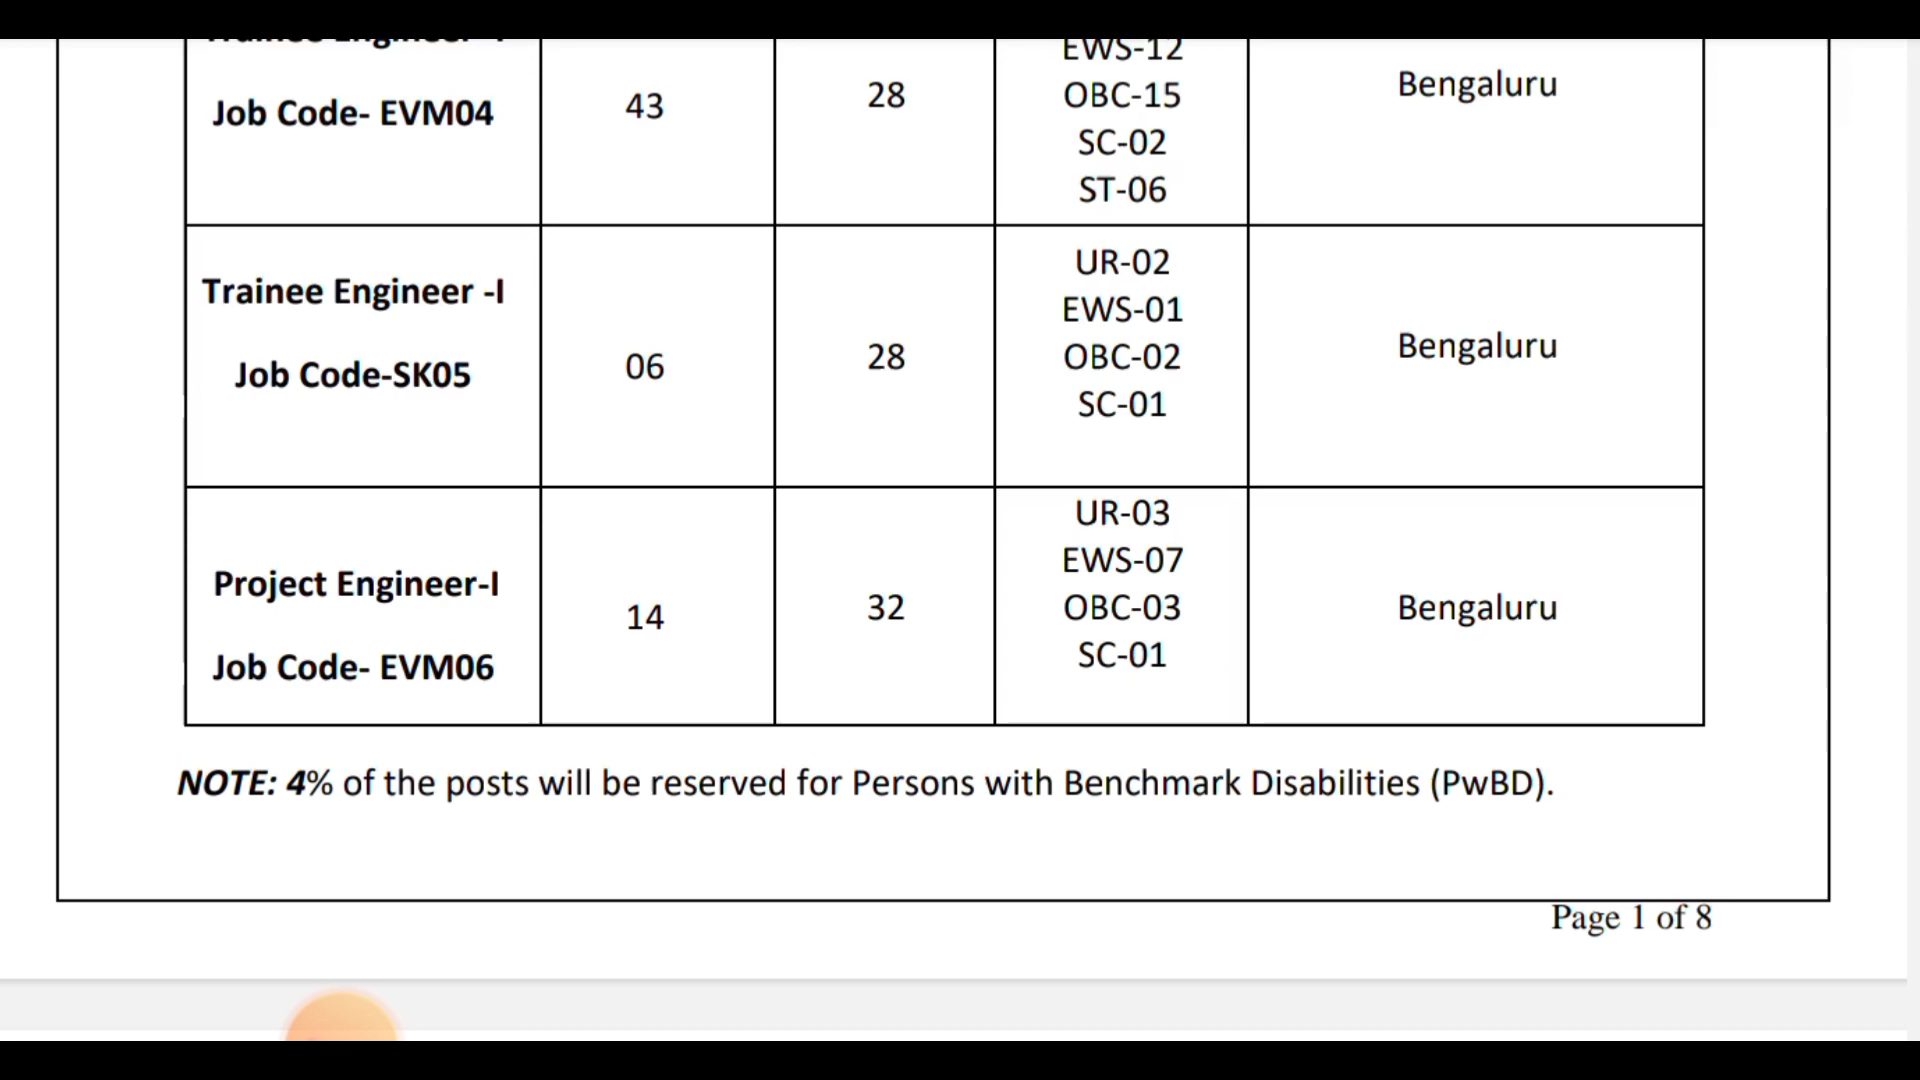 Trainee Engineer -I
Job Code- EVM04
43
28
EWS-12
OBC-15
SC-02
ST-06
Bengaluru
Trainee Engineer -I
Job Code-SK05
06
28
UR-02
EWS-01
OBC-02
SC-01
Bengaluru
Project Engineer-I
Job Code- EVM06
14
32
UR-03
EWS-07
OBC-03
SC-01
Bengaluru
NOTE: 4% of the posts will be reserved for Persons with Benchmark Disabilities (PwBD).
Page 1 of 8